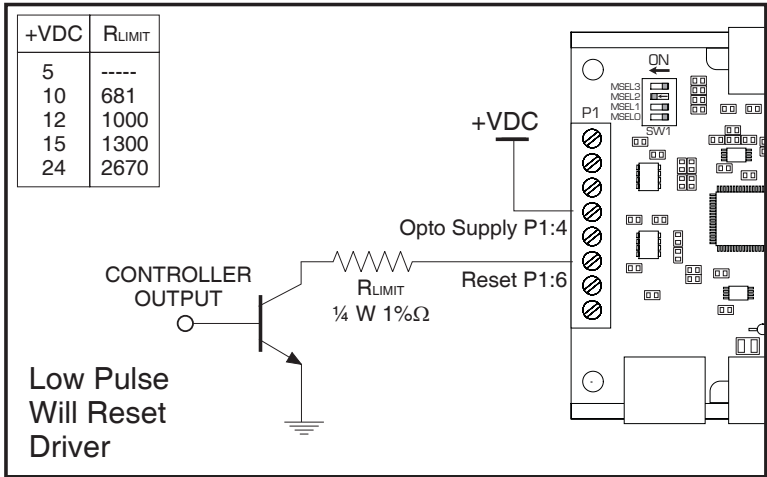 +VDC RLIMIT
5 -----
10 681
12 1000
15 1300
24 2670
ON
MSEL3
MSEL2
MSEL1
MSEL0
SW1
P1
+VDC
Opto Supply P1:4
Reset P1:6
CONTROLLER
OUTPUT
RLIMIT
¼ W 1%Ω
Low Pulse
Will Reset
Driver